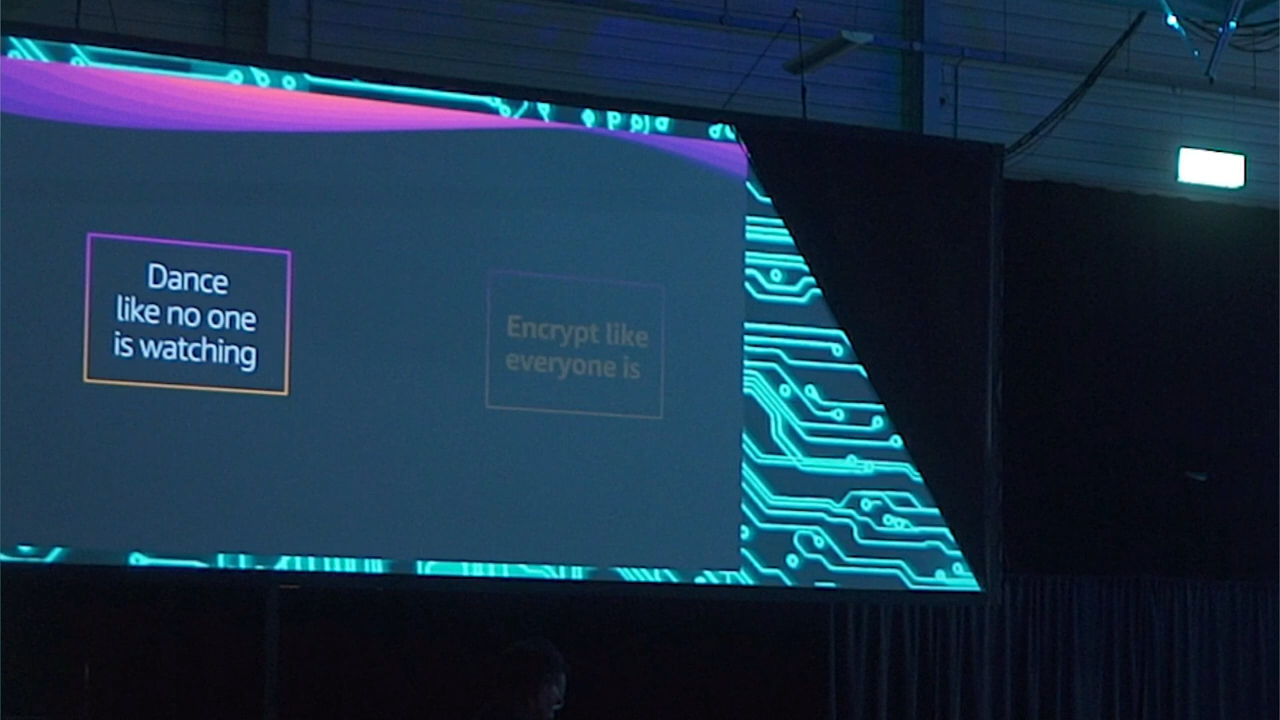 Dance
like no one
is watching
Encrypt like
everyone is